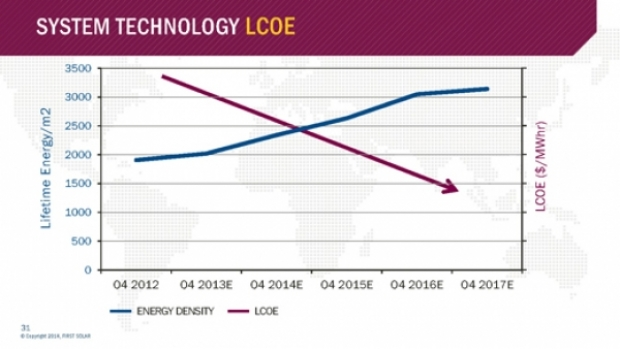 SYSTEM TECHNOLOGY LCOE
Lifetime Energy/m2
3500
3000
2500
2000
1500
1000
500
0
LCOE ($/MWhr)
04 2012 04 2013E 04 2014E 04 2015E 04 2016E 04 2017E
ENERGY DENSITY LCOE
31
© Copyright 2014, FIRST SOLAR